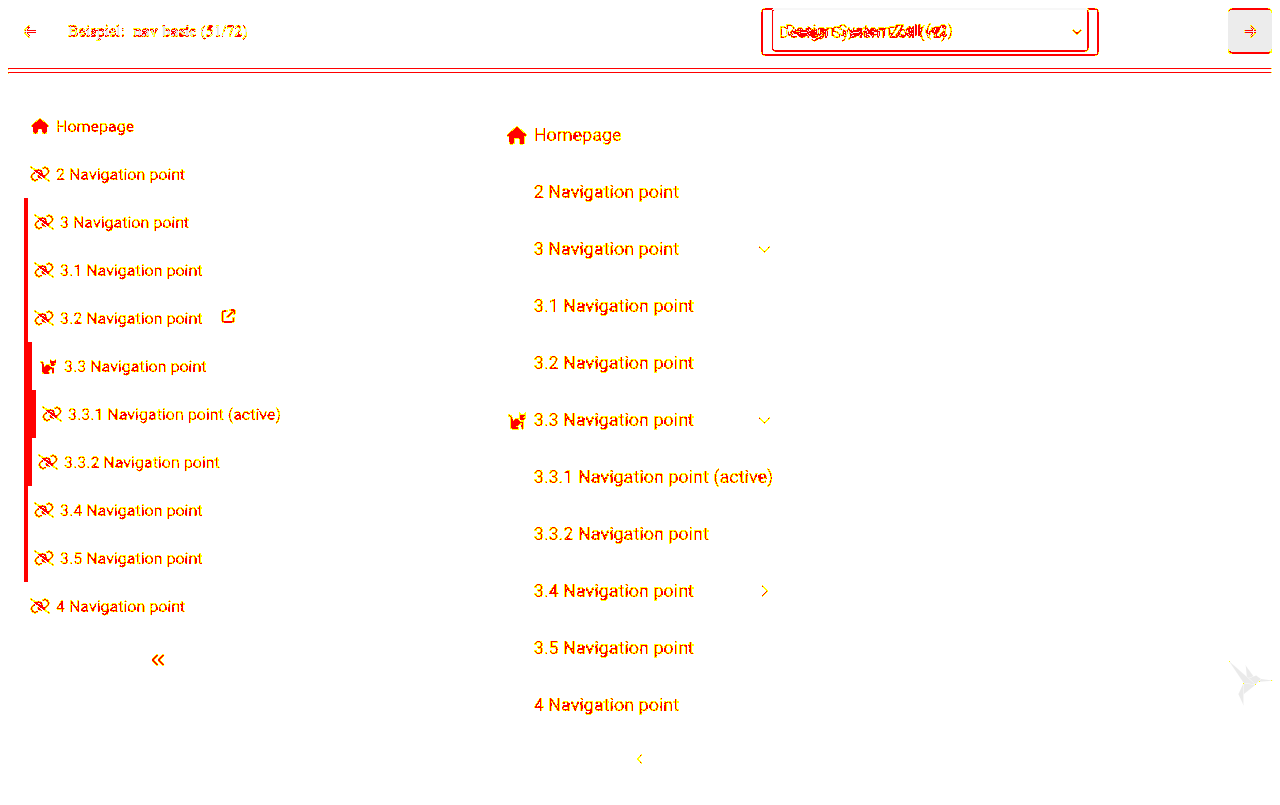 Beispiel: nav basic (51/72)
Design System Zoll (v2)
Homepage
2 Navigation point
3 Navigation point
3.1 Navigation point
3.2 Navigation point
3.3 Navigation point
3.3.1 Navigation point (active)
3.3.2 Navigation point
3.4 Navigation point
3.5 Navigation point
4 Navigation point
Homepage
2 Navigation point
3 Navigation point
3.1 Navigation point
3.2 Navigation point
3.3 Navigation point
3.3.1 Navigation point (active)
3.3.2 Navigation point
3.4 Navigation point
3.5 Navigation point
4 Navigation point